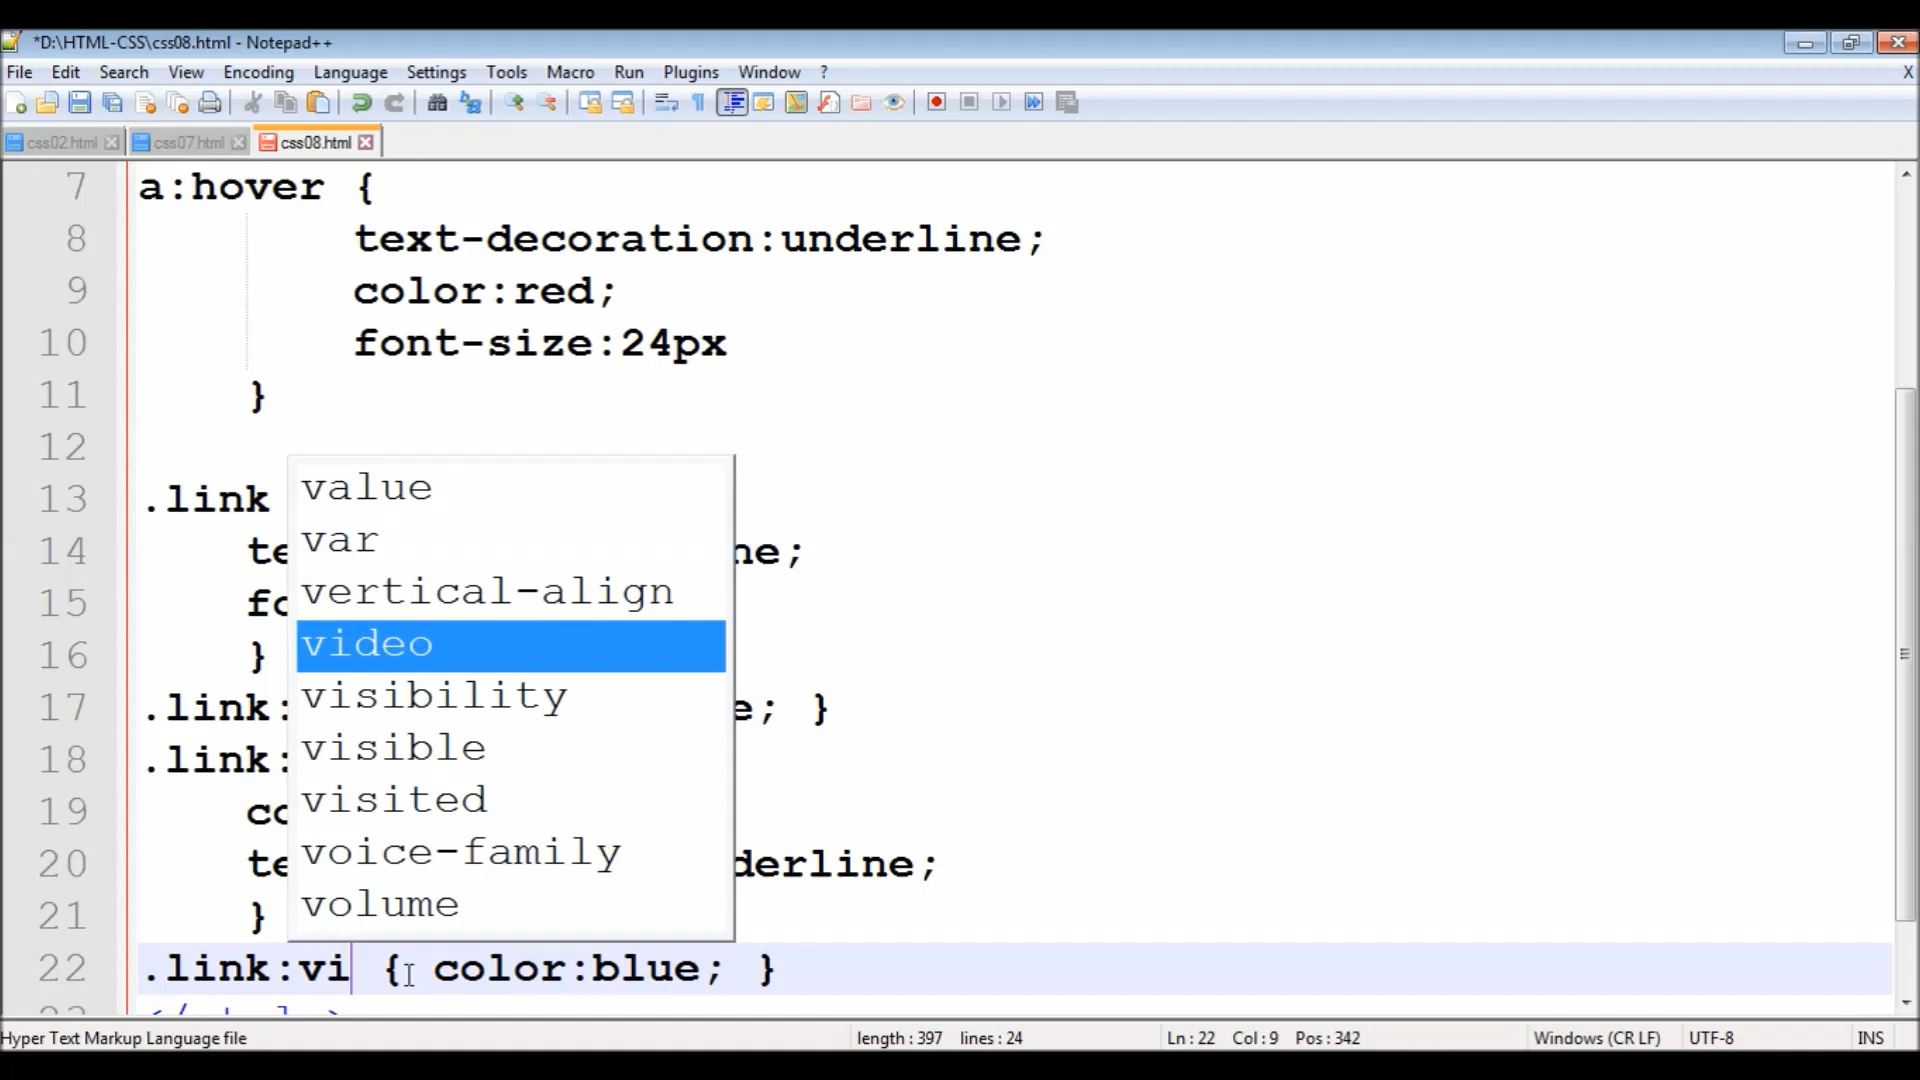 *D:\HTML-CSS\css08.html - Notepad++
File Edit Search View Encoding Language Settings Tools Macro Run Plugins Window ? X
css02.html css07.html css08.html
7 a:hover {
8 text-decoration:underline;
9 color:red;
10 font-size:24px
11 }
12
13 .link
14 te ne;
15 fo
16 }
17 .link: e; }
18 .link:
19 co
20 te derline;
21 }
value
var
vertical-align
video
visibility
visible
visited
voice-family
volume
22 .link:vi { color:blue; }
Hyper Text Markup Language file length : 397 lines : 24 Ln : 22 Col : 9 Pos : 342 Windows (CR LF) UTF-8 INS